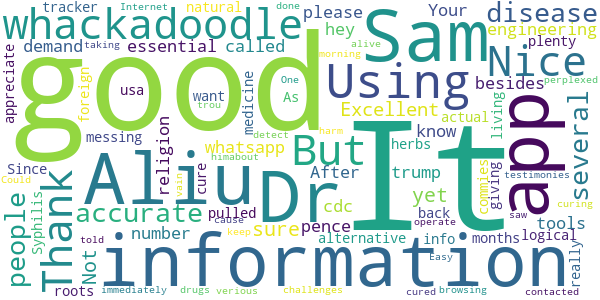 tracker natural Internet done please Your disease
whackadoodle Sam hey engineering
demand essential called Nice plenty
appreciate good foreign taking usa want One As morning alive perplexed
medicine Using besides actual
Since religion Excellent know living
messing whatsapp But herbs app several
Aliu Dr After trump It commies giving detect harm
Thank accurate cure yet testimonies
people Syphilis Not number pulled cdc sure pence back operate saw curing
Could vain trou himabout cause keep alternative info Easy months logical tools
roots told information challenges really
immediately drugs verious cured browsing contacted